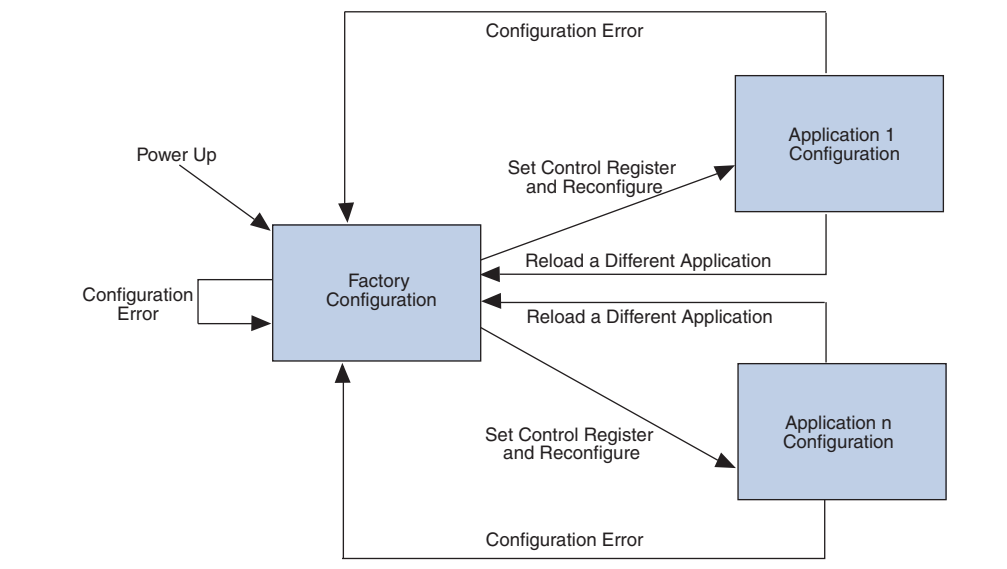 Configuration Error
Application 1
Configuration
Power Up
Set Control Register
and Reconfigure
Reload a Different Application
Factory
Configuration
Configuration
Error
Reload a Different Application
Application n
Configuration
Set Control Register
and Reconfigure
Configuration Error